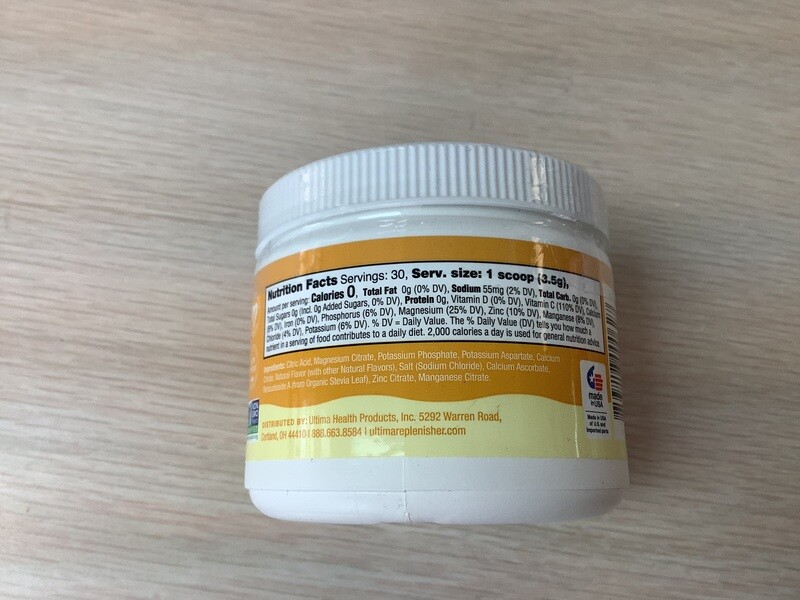 Nutrition Facts Servings: 30, Serv. size: 1 scoop (3.5g),
Amount per serving: Calories 0, Total Fat 0g (0% DV), Sodium 55mg (2% DV), Total Carb. 0g (0% DV),
Total Sugars 0g (Incl. 0g Added Sugars, 0% DV), Protein 0g, Vitamin D (0% DV), Vitamin C (110% DV), Calcium
(6% DV), Iron (0% DV), Phosphorus (6% DV), Magnesium (25% DV), Zinc (10% DV), Manganese (8% DV),
Chloride (4% DV), Potassium (6% DV). % DV = Daily Value. The % Daily Value (DV) tells you how much a
nutrient in a serving of food contributes to a daily diet. 2,000 calories a day is used for general nutrition advice.
Ingredients: Citric Acid, Magnesium Citrate, Potassium Phosphate, Potassium Aspartate, Calcium
Citrate, Natural Flavor (with other Natural Flavors), Salt (Sodium Chloride), Calcium Ascorbate,
Rebaudioside A (from Organic Stevia Leaf), Zinc Citrate, Manganese Citrate.
DISTRIBUTED BY: Ultima Health Products, Inc. 5292 Warren Road,
Cortland, OH 44410 | 888.663.8584 | ultimareplenisher.com
made
in USA
Made in USA
of U.S. and
imported parts